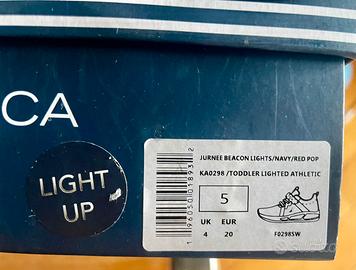 CA
LIGHT
UP
JURNEE BEACON LIGHTS/NAVY/RED POP
KA0298 /TODDLER LIGHTED ATHLETIC
5
UK EUR
4 20
F0298SW